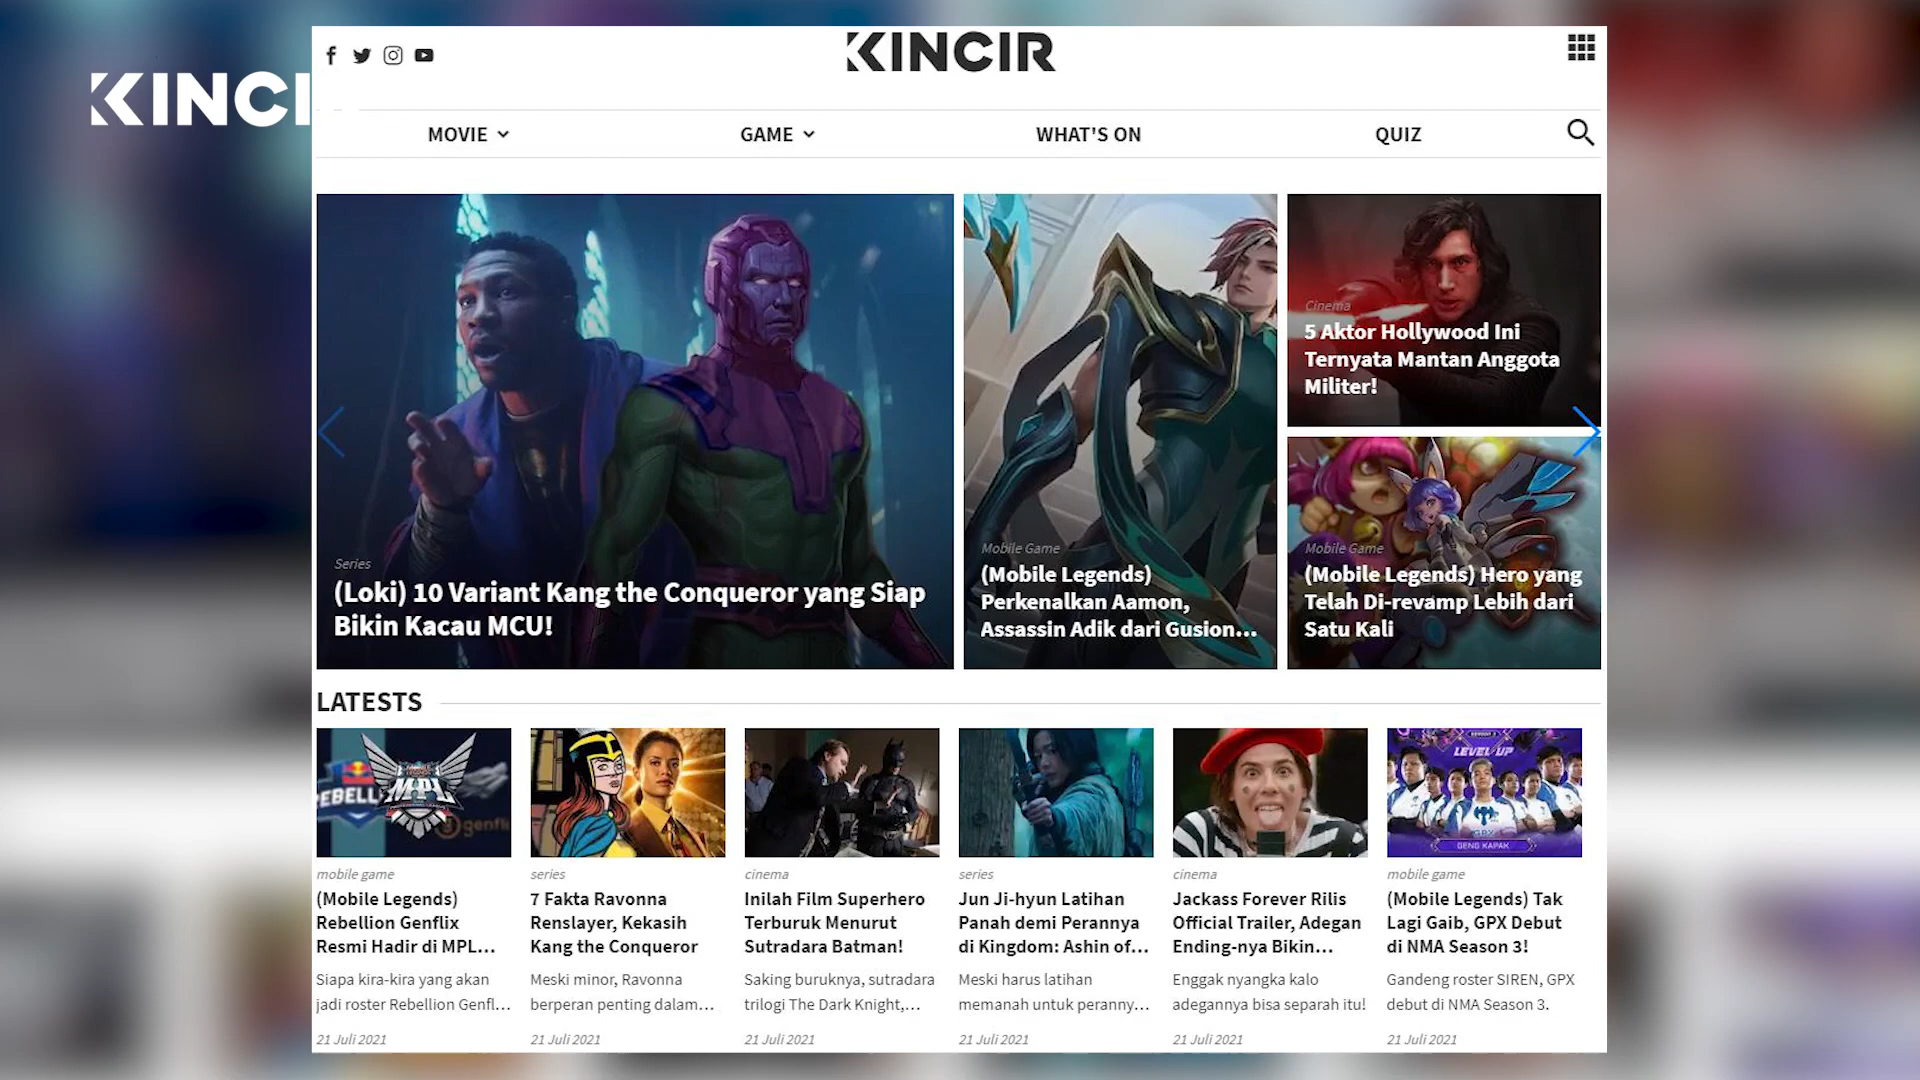 KINCIR
KINCI
MOVIE
GAME
WHAT'S ON
QUIZ
Series
(Loki) 10 Variant Kang the Conqueror yang Siap
Bikin Kacau MCU!
Mobile Game
(Mobile Legends)
Perkenalkan Aamon,
Assassin Adik dari Gusion...
Cinema
5 Aktor Hollywood Ini
Ternyata Mantan Anggota
Militer!
Mobile Game
(Mobile Legends) Hero yang
Telah Di-revamp Lebih dari
Satu Kali
LATESTS
REBELL
MPL
genfli
mobile game
(Mobile Legends)
Rebellion Genflix
Resmi Hadir di MPL...
Siapa kira-kira yang akan
jadi roster Rebellion Genfl...
21 Juli 2021
series
7 Fakta Ravonna
Renslayer, Kekasih
Kang the Conqueror
Meski minor, Ravonna
berperan penting dalam...
21 Juli 2021
cinema
Inilah Film Superhero
Terburuk Menurut
Sutradara Batman!
Saking buruknya, sutradara
trilogi The Dark Knight,...
21 Juli 2021
series
Jun Ji-hyun Latihan
Panah demi Perannya
di Kingdom: Ashin of...
Meski harus latihan
memanah untuk peranny...
21 Juli 2021
cinema
Jackass Forever Rilis
Official Trailer, Adegan
Ending-nya Bikin...
Enggak nyangka kalo
adegannya bisa separah itu!
21 Juli 2021
LEVEL UP
GPX
GENG KAPAK
mobile game
(Mobile Legends) Tak
Lagi Gaib, GPX Debut
di NMA Season 3!
Gandeng roster SIREN, GPX
debut di NMA Season 3.
21 Juli 2021